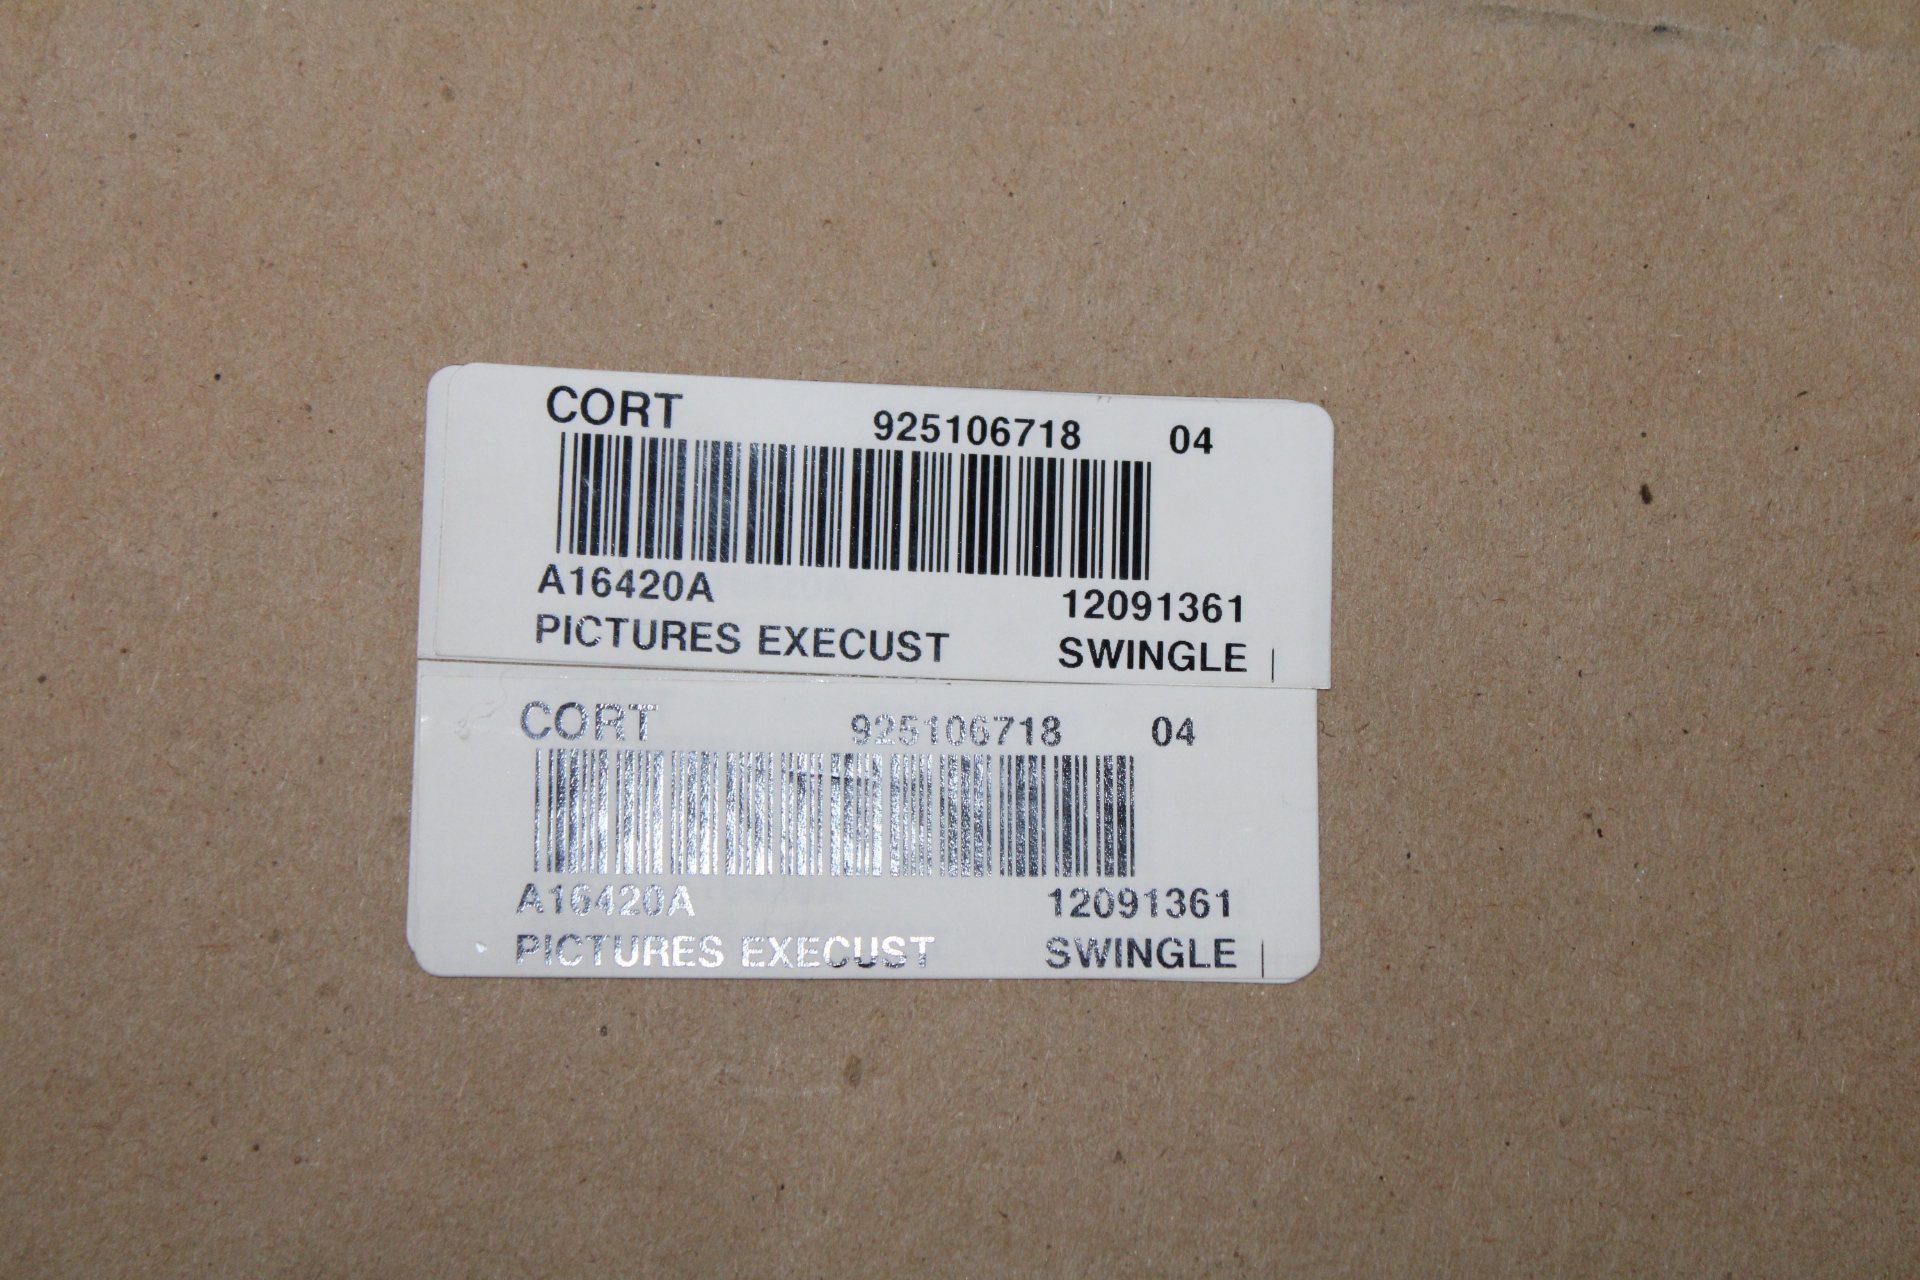 CORT 925106718 04
A16420A 12091361
PICTURES EXECUST SWINGLE
CORT 925106718 04
A16420A 12091361
PICTURES EXECUST SWINGLE